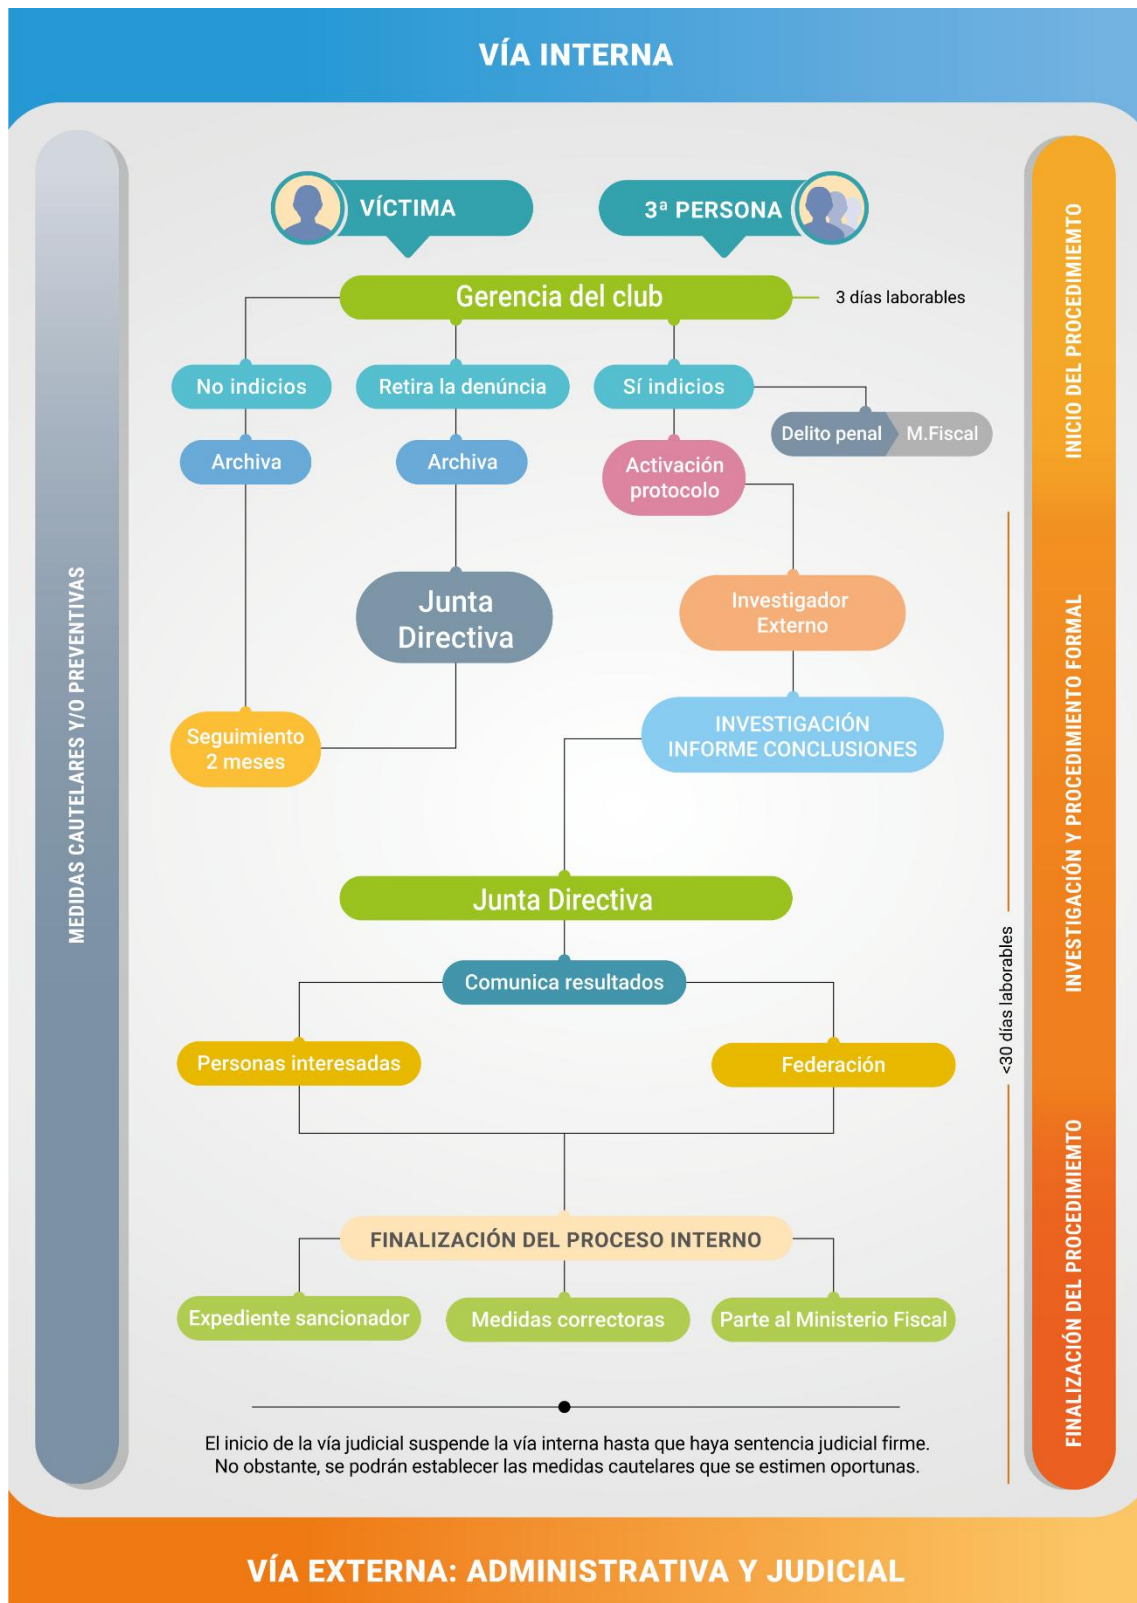 VÍA INTERNA
VÍCTIMA
3ª PERSONA
Gerencia del club
3 días laborables
No indicios
Retira la denúncia
Sí indicios
Delito penal
M.Fiscal
Archiva
Archiva
Activación
protocolo
Junta
Directiva
Investigador
Externo
Seguimiento
2 meses
INVESTIGACIÓN
INFORME CONCLUSIONES
Junta Directiva
Comunica resultados
Personas interesadas
Federación
FINALIZACIÓN DEL PROCESO INTERNO
Expediente sancionador
Medidas correctoras
Parte al Ministerio Fiscal
El inicio de la vía judicial suspende la vía interna hasta que haya sentencia judicial firme.
No obstante, se podrán establecer las medidas cautelares que se estimen oportunas.
MEDIDAS CAUTELARES Y/O PREVENTIVAS
INICIO DEL PROCEDIMIEMTO
INVESTIGACIÓN Y PROCEDIMIENTO FORMAL
<30 días laborables
FINALIZACIÓN DEL PROCEDIMIEMTO
VÍA EXTERNA: ADMINISTRATIVA Y JUDICIAL